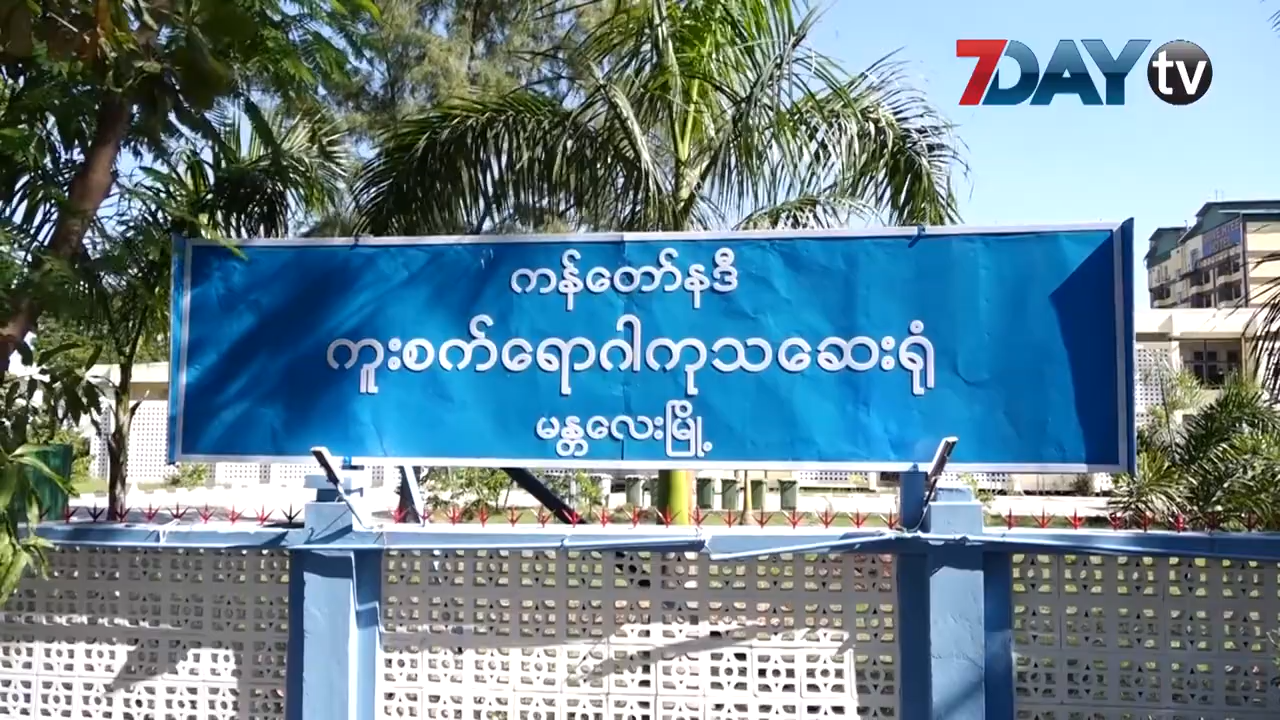 7DAY tv
ကန်တော်နဒီ
ကူးစက်ရောဂါကုသဆေးရုံ
မန္တလေးမြို့